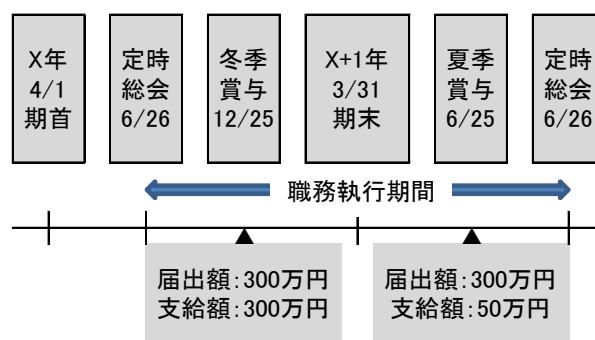 X年
4/1
期首
定時
総会
6/26
冬季
賞与
12/25
X+1年
3/31
期末
夏季
賞与
6/25
定時
総会
6/26
職務執行期間
届出額:300万円
支給額:300万円
届出額:300万円
支給額:50万円